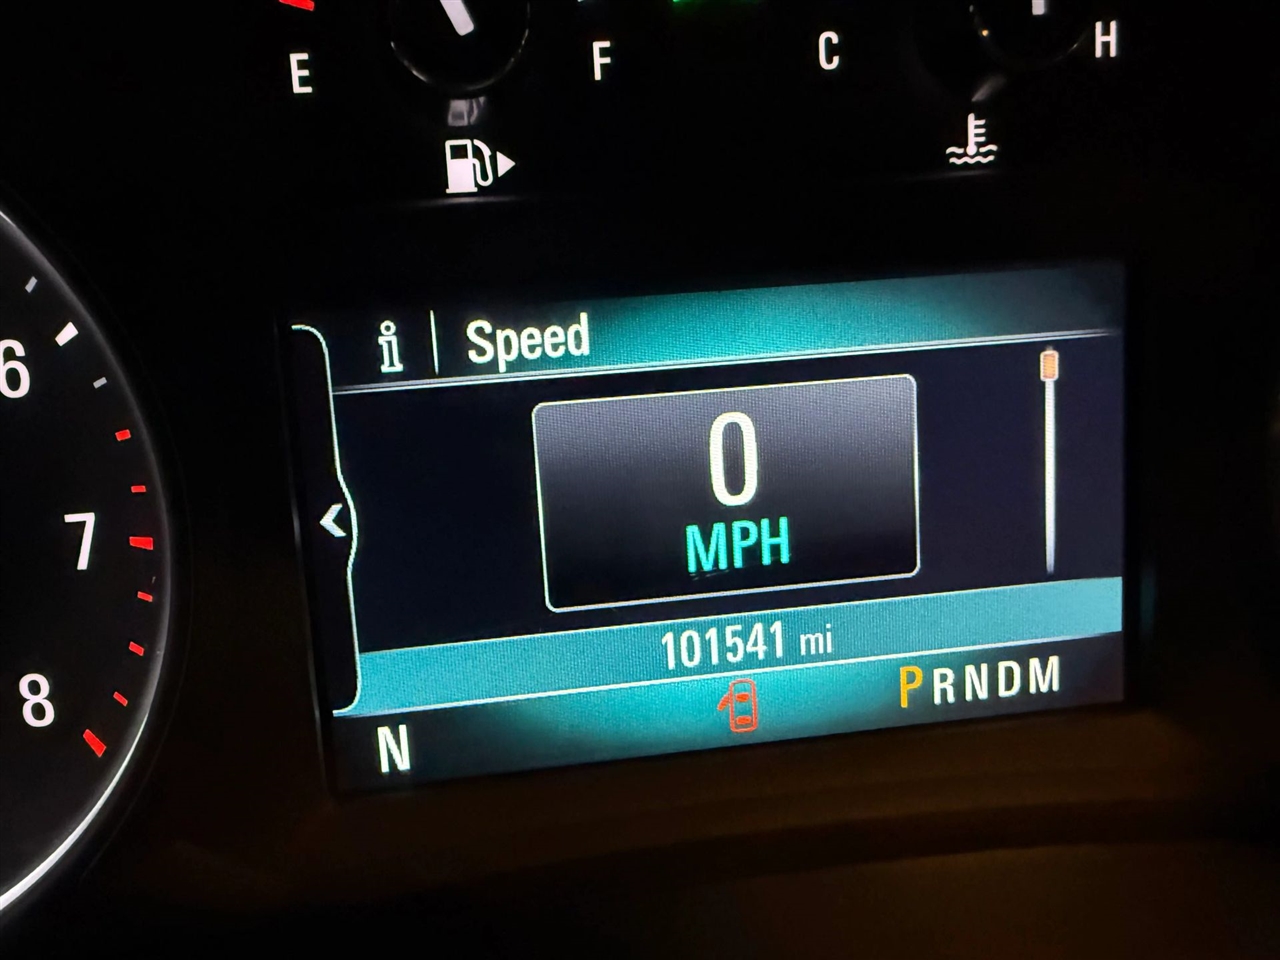 E F C H
i Speed
6
0
7
MPH
101541 mi
8
PRNDM
N